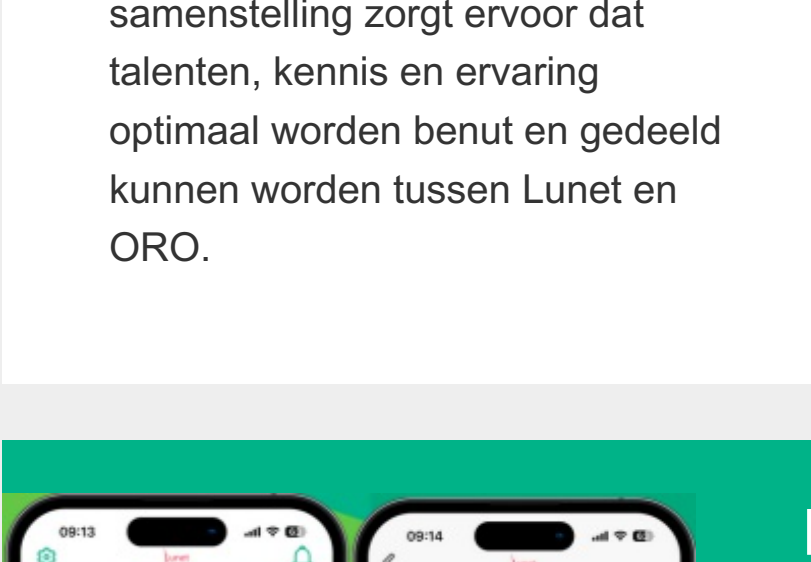 samenstelling zorgt ervoor dat
talenten, kennis en ervaring
optimaal worden benut en gedeeld
kunnen worden tussen Lunet en
ORO.
09:13
09:14
Lunet